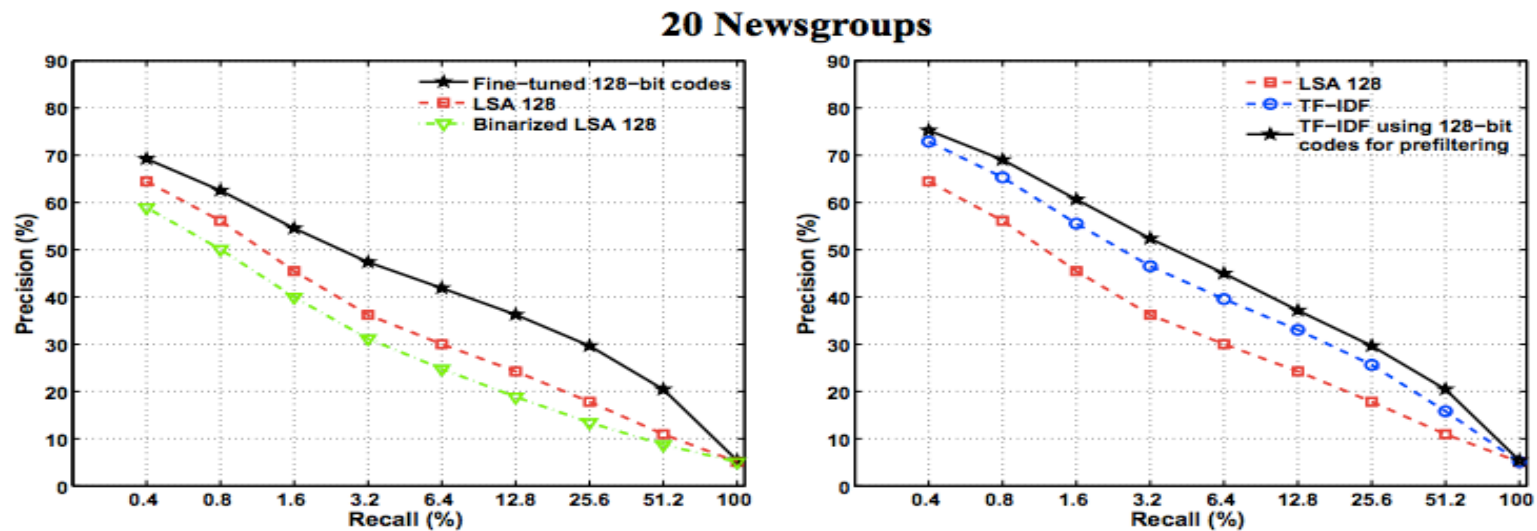 20 Newsgroups
90
80
70
60
50
40
30
20
10
0
Precision (%)
Fine-tuned 128-bit codes
LSA 128
Binarized LSA 128
0.4 0.8 1.6 3.2 6.4 12.8 25.6 51.2 100
Recall (%)
90
80
70
60
50
40
30
20
10
0
Precision (%)
LSA 128
TF-IDF
TF-IDF using 128-bit
codes for prefiltering
0.4 0.8 1.6 3.2 6.4 12.8 25.6 51.2 100
Recall (%)